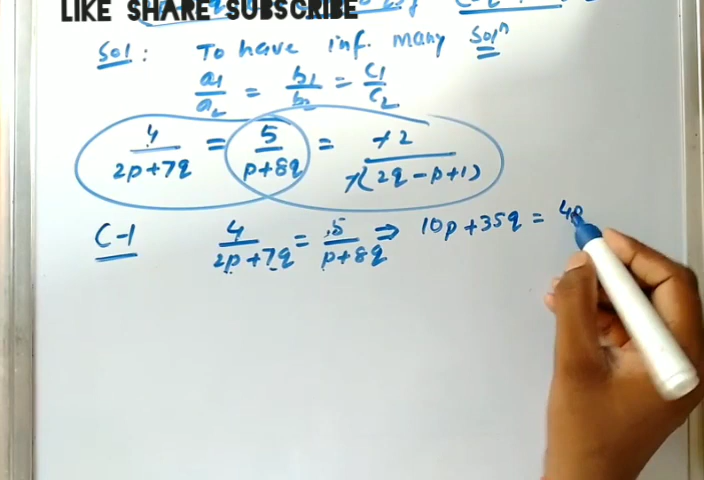 LIKE SHARE SUBSCRIBE
Sol : To have inf. many Solⁿ
a1/a2 = b1/b2 = C1/C2
4/(2p+7q) = 5/(p+8q) = +2/+(2q-p+1)
C-1 4/(2p+7q) = 5/(p+8q) ⇒ 10p+35q = 4p